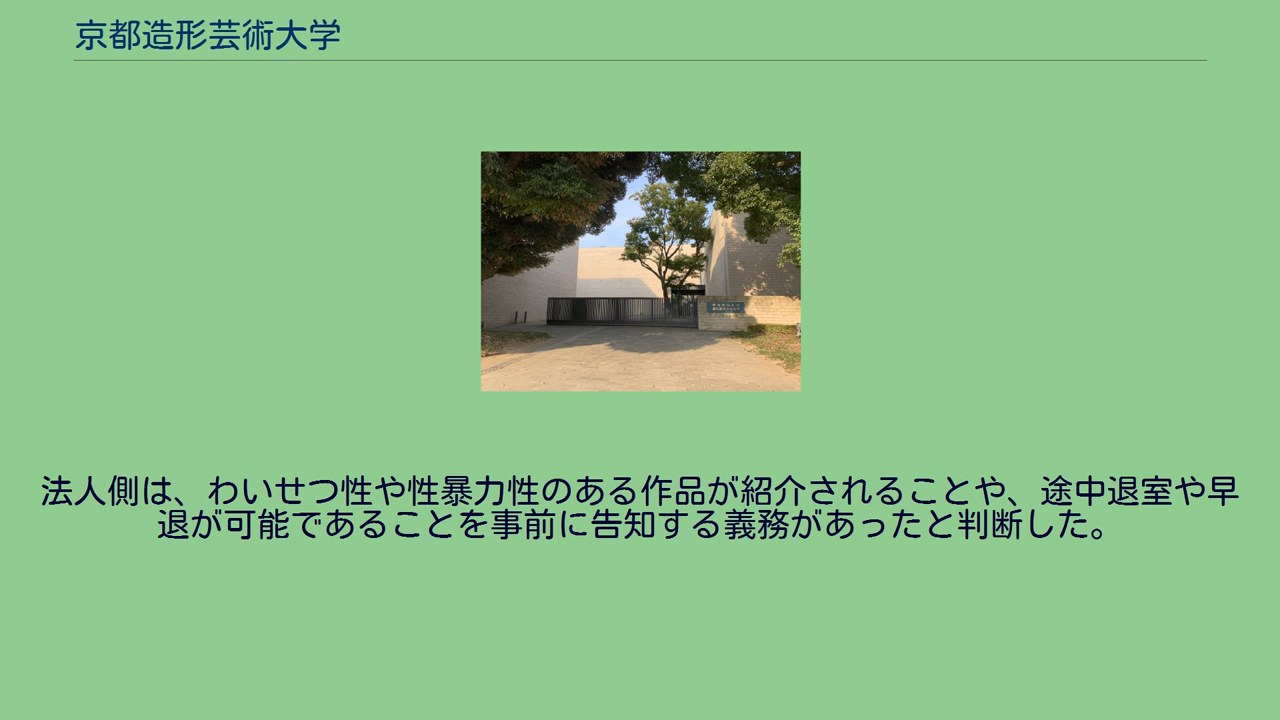 京都造形芸術大学
法人側は、わいせつ性や性暴力性のある作品が紹介されることや、途中退室や早
退が可能であることを事前に告知する義務があったと判断した。